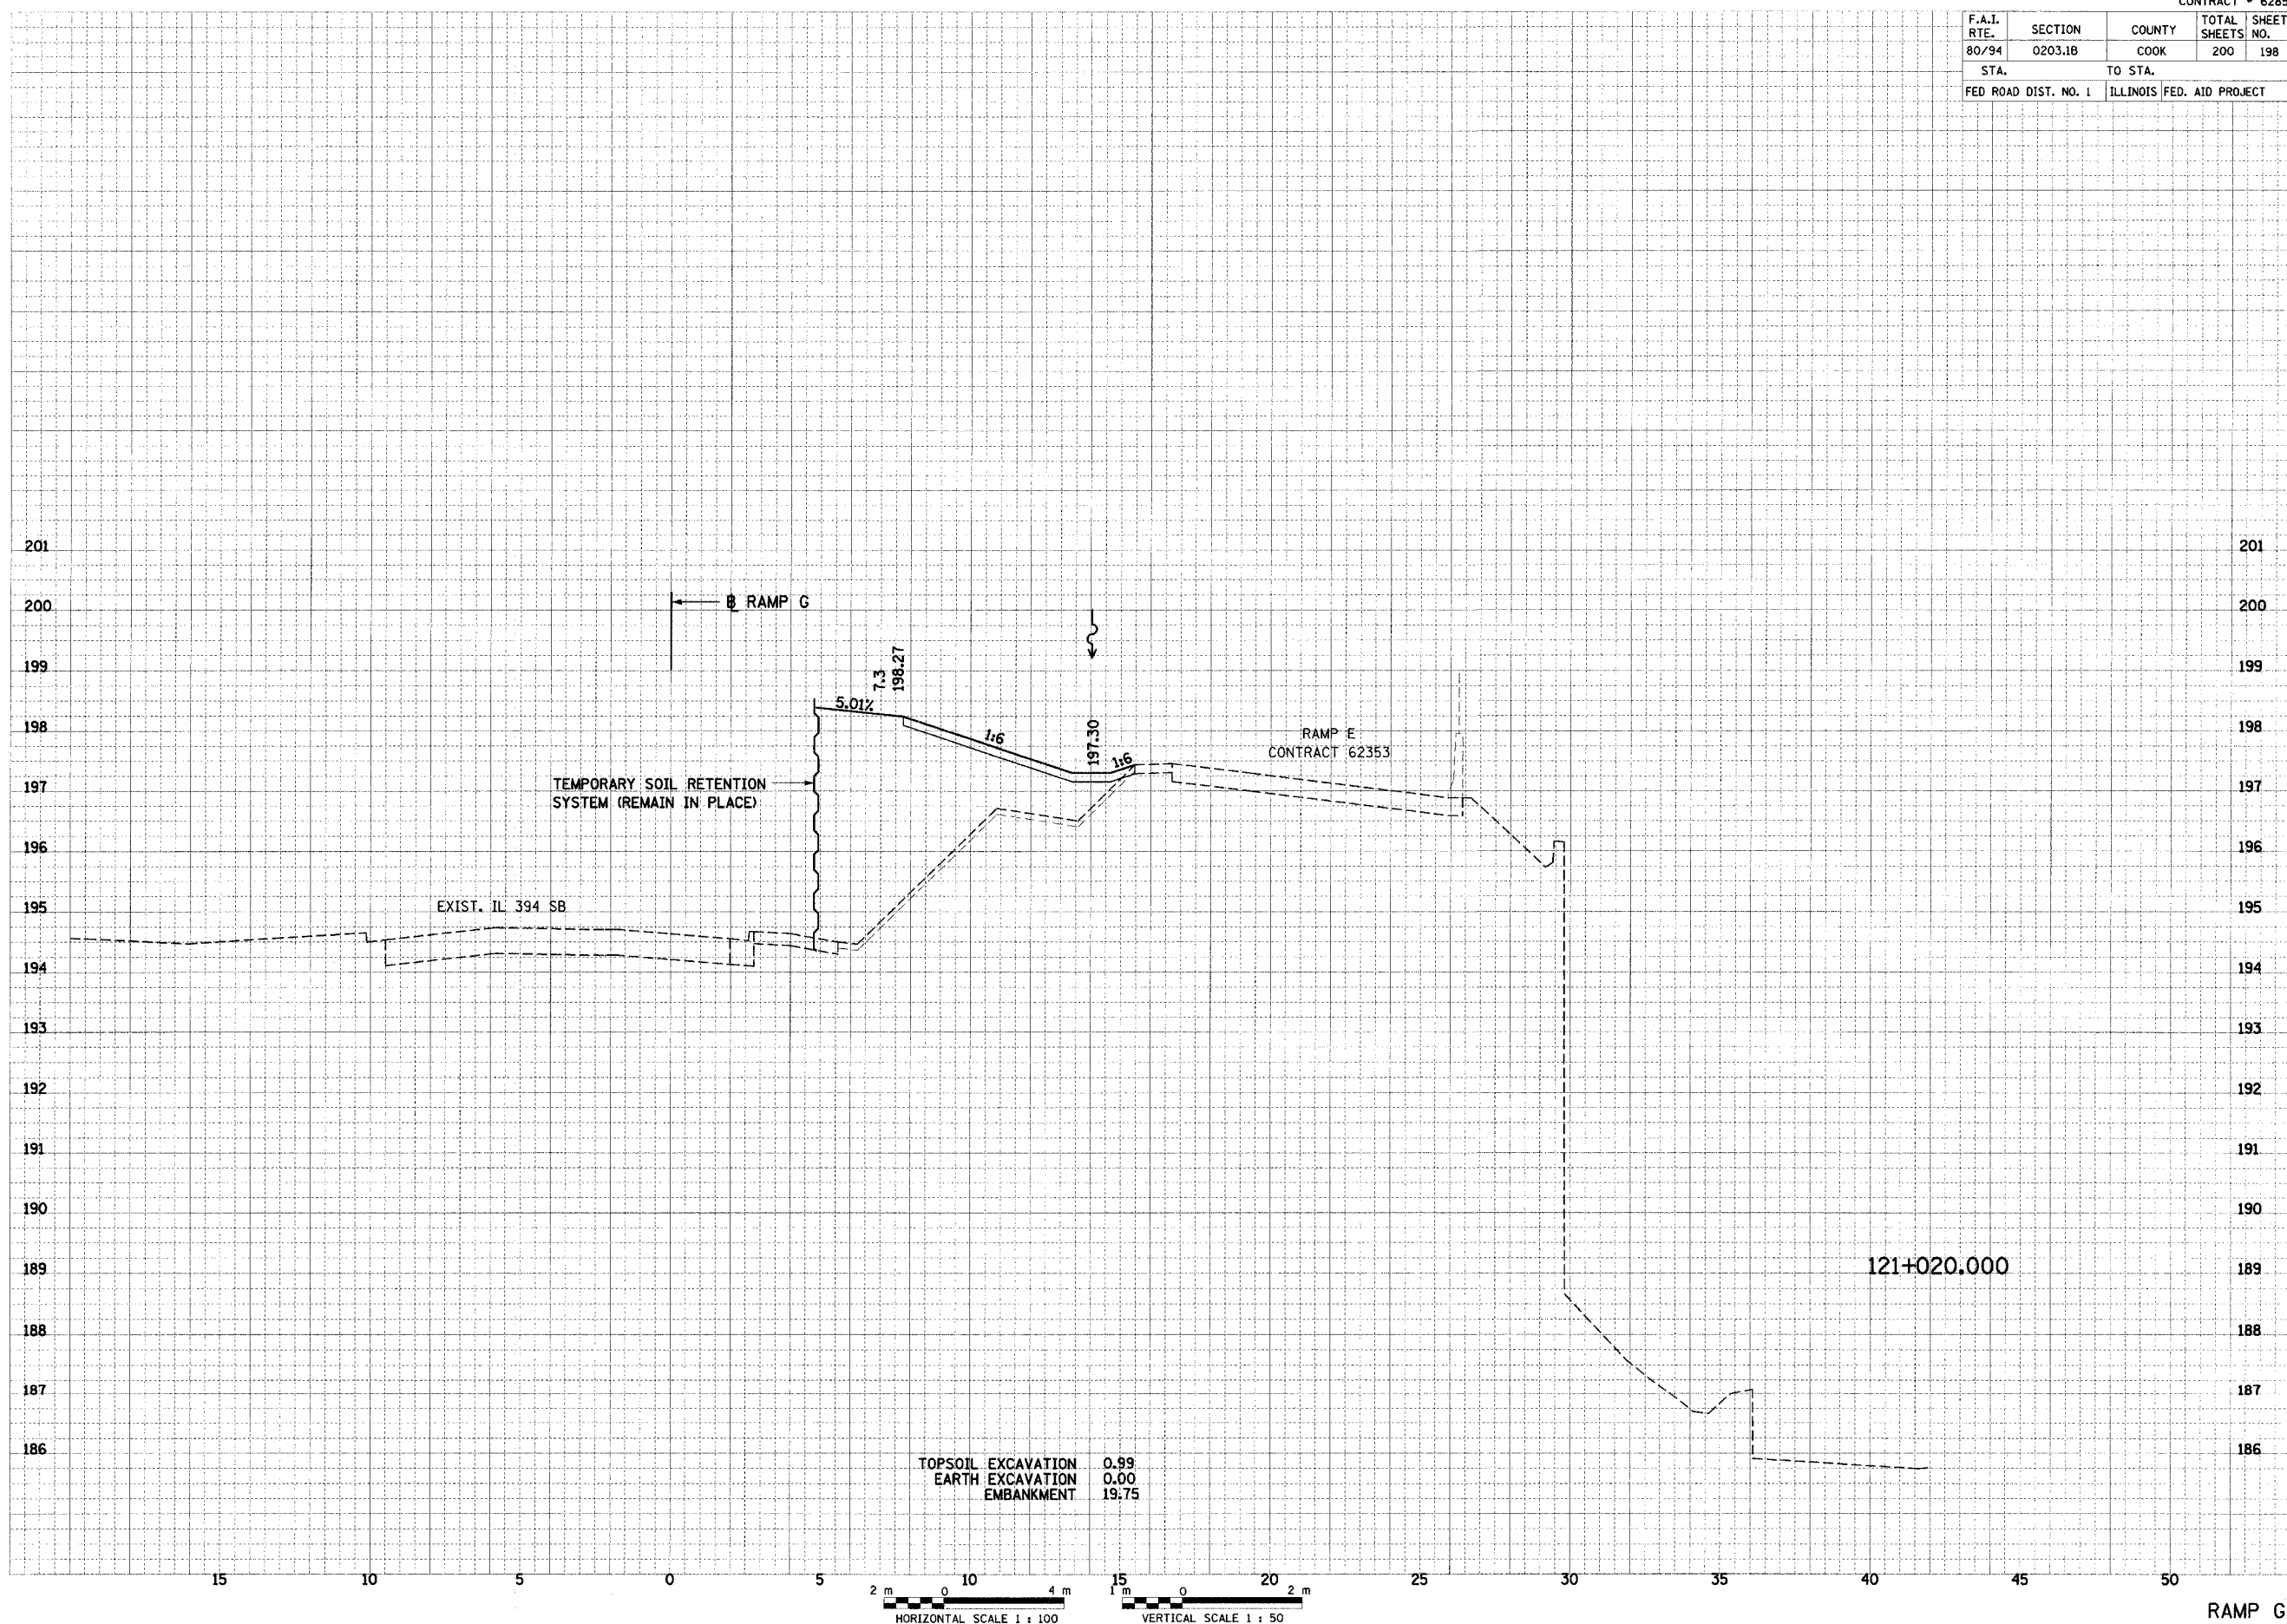 CONTRACT # 6285
F.A.I. RTE. SECTION COUNTY TOTAL SHEETS SHEET NO.
80/94 0203.1B COOK 200 198
STA. TO STA.
FED ROAD DIST. NO. 1 ILLINOIS FED. AID PROJECT
201 201
200 200
199 199
198 198
197 197
196 196
195 195
194 194
193 193
192 192
191 191
190 190
189 189
188 188
187 187
186 186
BL RAMP G
7.3
198.27
5.01%
1:6
197.30
1:6
RAMP E
CONTRACT 62353
TEMPORARY SOIL RETENTION
SYSTEM (REMAIN IN PLACE)
EXIST. IL 394 SB
121+020.000
TOPSOIL EXCAVATION 0.99
EARTH EXCAVATION 0.00
EMBANKMENT 19.75
15 10 5 0 5 10 15 20 25 30 35 40 45 50
2 m 0 4 m
HORIZONTAL SCALE 1 : 100
1 m 0 2 m
VERTICAL SCALE 1 : 50
RAMP G